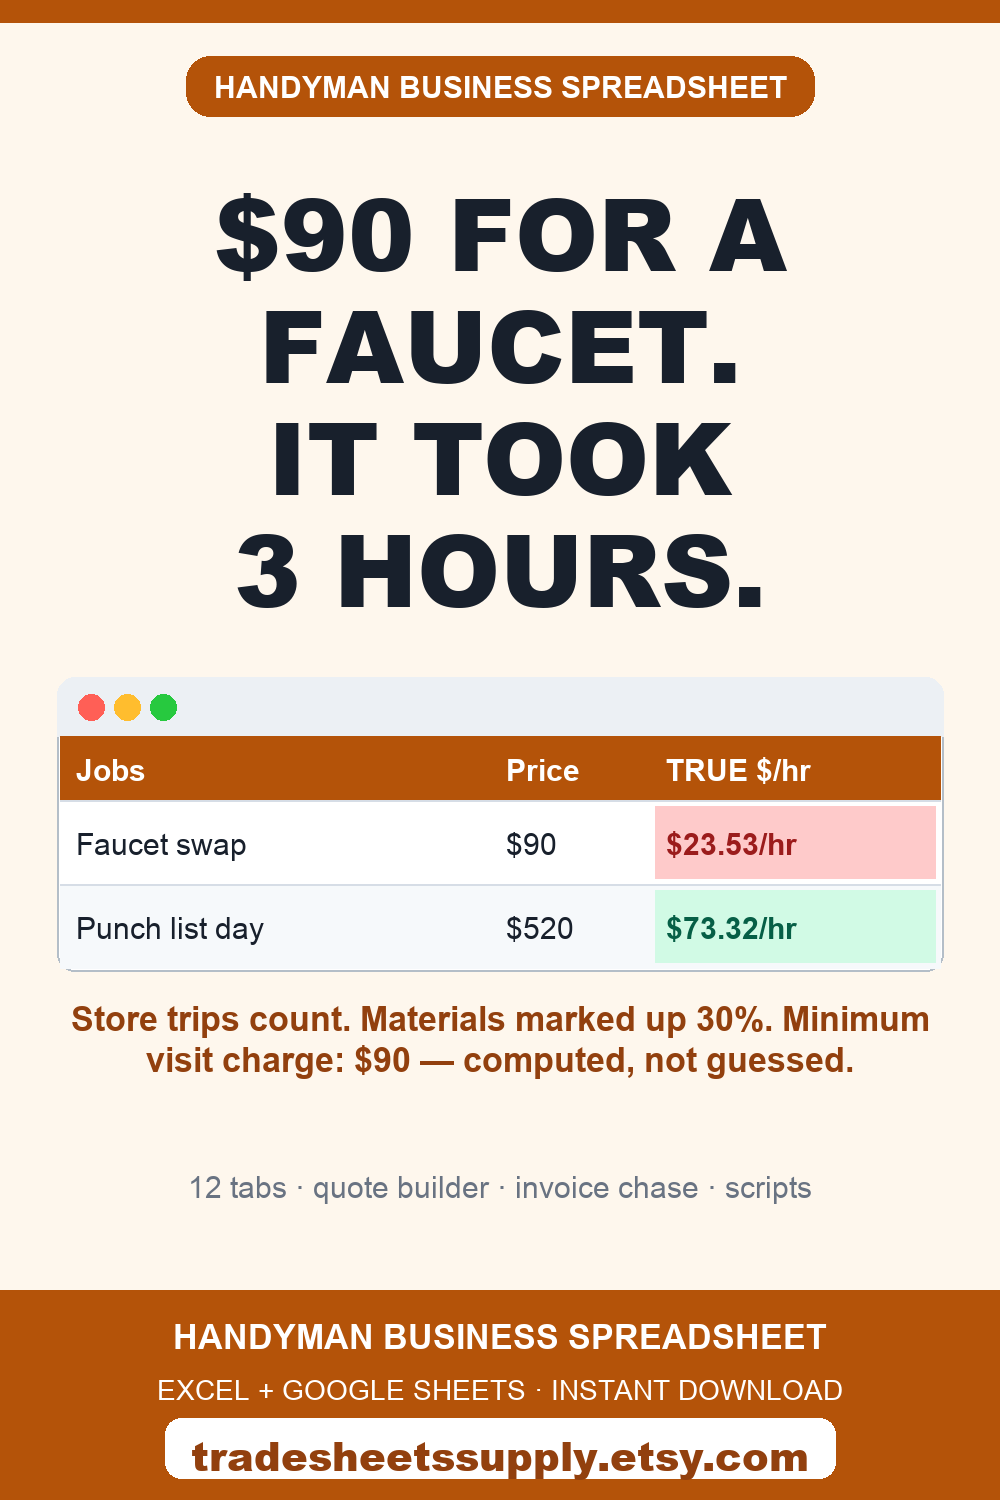 HANDYMAN BUSINESS SPREADSHEET
$90 FOR A
FAUCET.
IT TOOK
3 HOURS.
Jobs Price TRUE $/hr
Faucet swap $90 $23.53/hr
Punch list day $520 $73.32/hr
Store trips count. Materials marked up 30%. Minimum
visit charge: $90 — computed, not guessed.
12 tabs · quote builder · invoice chase · scripts
HANDYMAN BUSINESS SPREADSHEET
EXCEL + GOOGLE SHEETS · INSTANT DOWNLOAD
tradesheetssupply.etsy.com